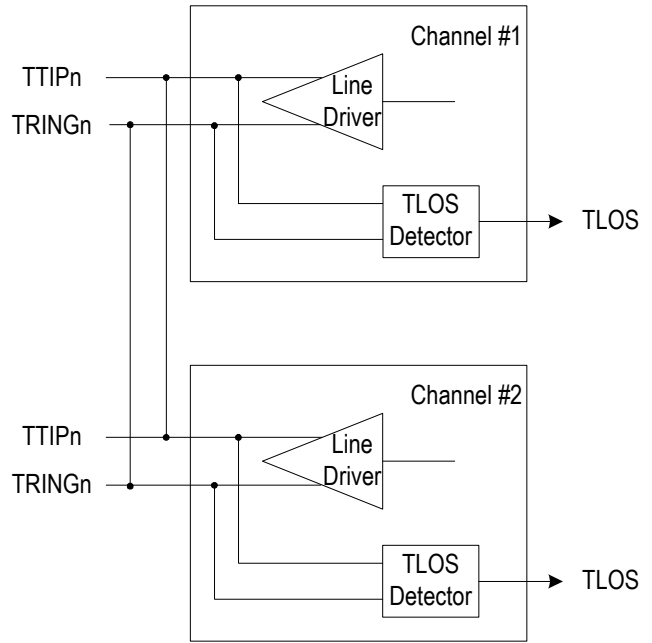 Channel #1
TTIPn
Line
Driver
TRINGn
TLOS
Detector
TLOS
Channel #2
TTIPn
Line
Driver
TRINGn
TLOS
Detector
TLOS